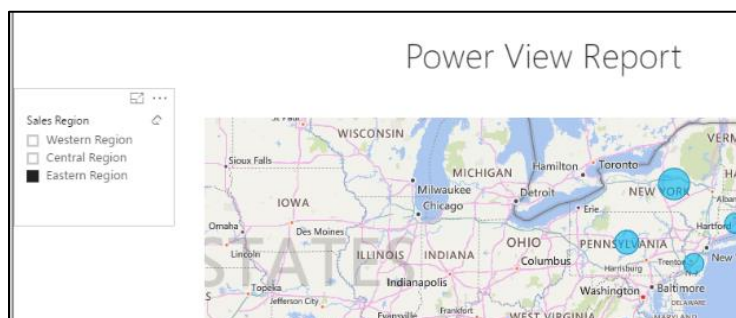 Power View Report
Sales Region
Western Region
Central Region
Eastern Region
WISCONSIN
Sioux Falls
MICHIGAN
Hamilton
Toronto
Milwaukee
Detroit
NEW YORK
Chicago
Erie
IOWA
Hartford
Omaha
Des Moines
PENNSYLVANIA
Lincoln
STATES
ILLINOIS
INDIANA
OHIO
Columbus
Harrisburg
Trenton
New
Indianapolis
Topeka
Washington
Baltimore
DELAWARE
Jefferson City
Evansville
Frankfort
WEST VIRGINIA